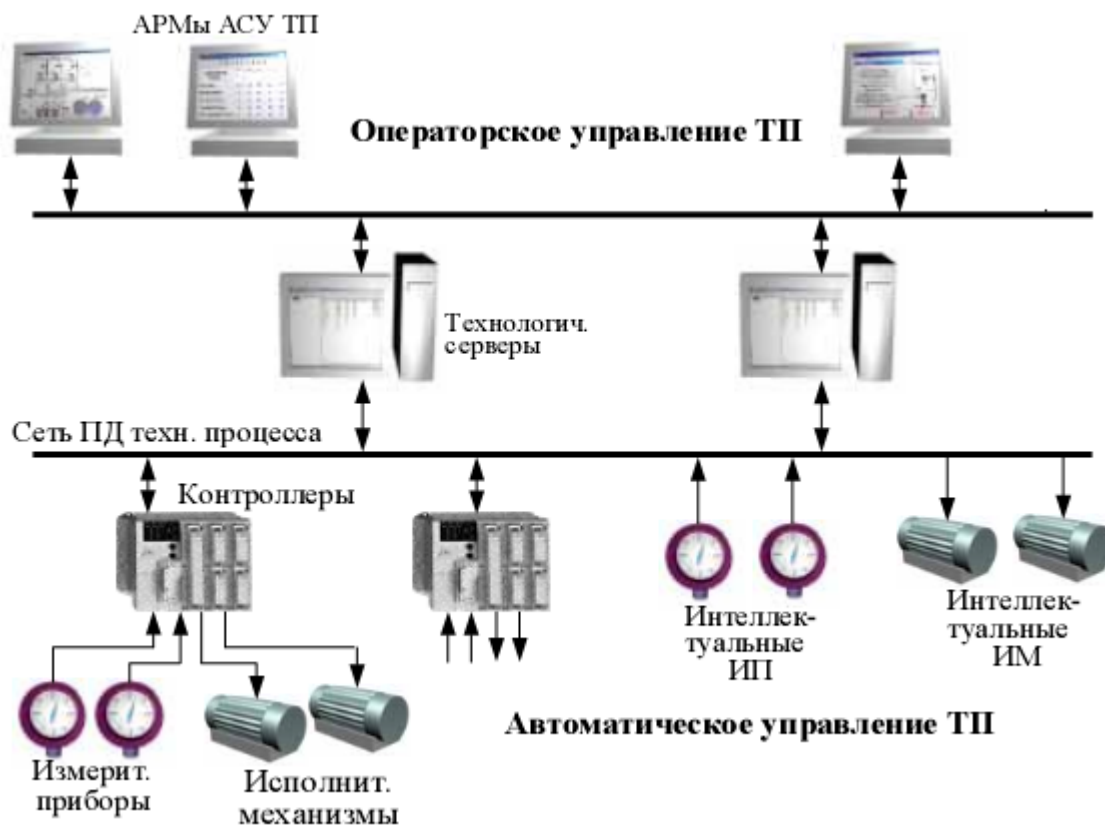 АРМы АСУ ТП
Операторское управление ТП
Технологич.
серверы
Сеть ПД техн. процесса
Контроллеры
Интеллек-
туальные
ИП
Интеллек-
туальные
ИМ
Автоматическое управление ТП
Измерит.
приборы
Исполнит.
механизмы